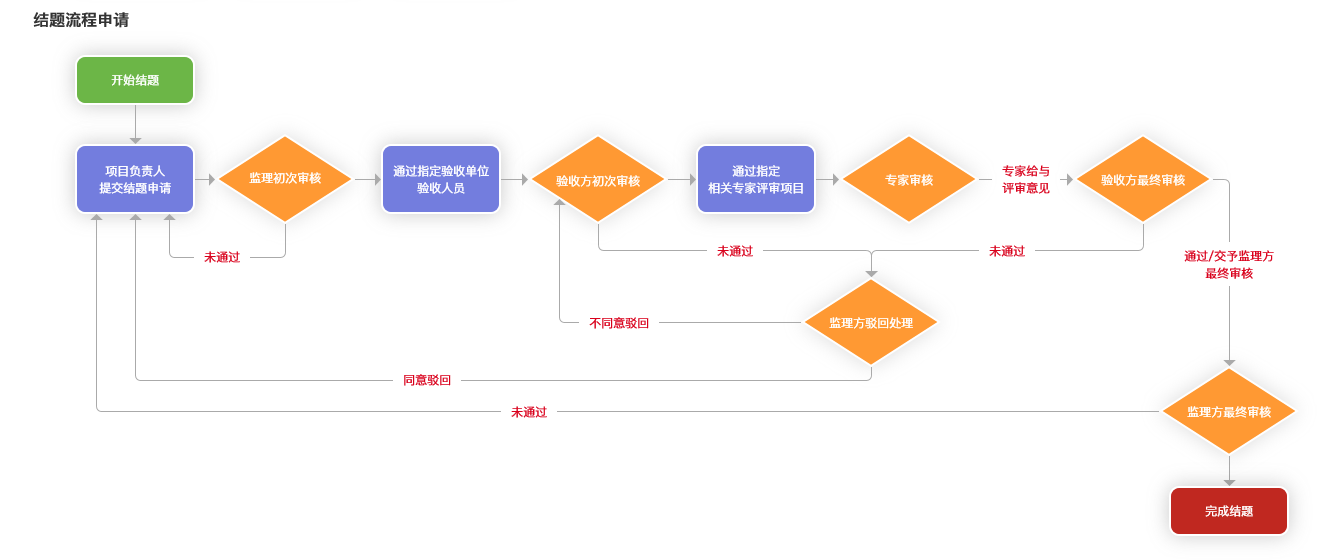 结题流程申请
开始结题
项目负责人
提交结题申请
监理初次审核
通过指定验收单位
验收人员
验收方初次审核
通过指定
相关专家评审项目
专家审核
专家给与
评审意见
验收方最终审核
未通过
未通过
未通过
通过/交予监理方
最终审核
不同意驳回
监理方驳回处理
同意驳回
未通过
监理方最终审核
完成结题